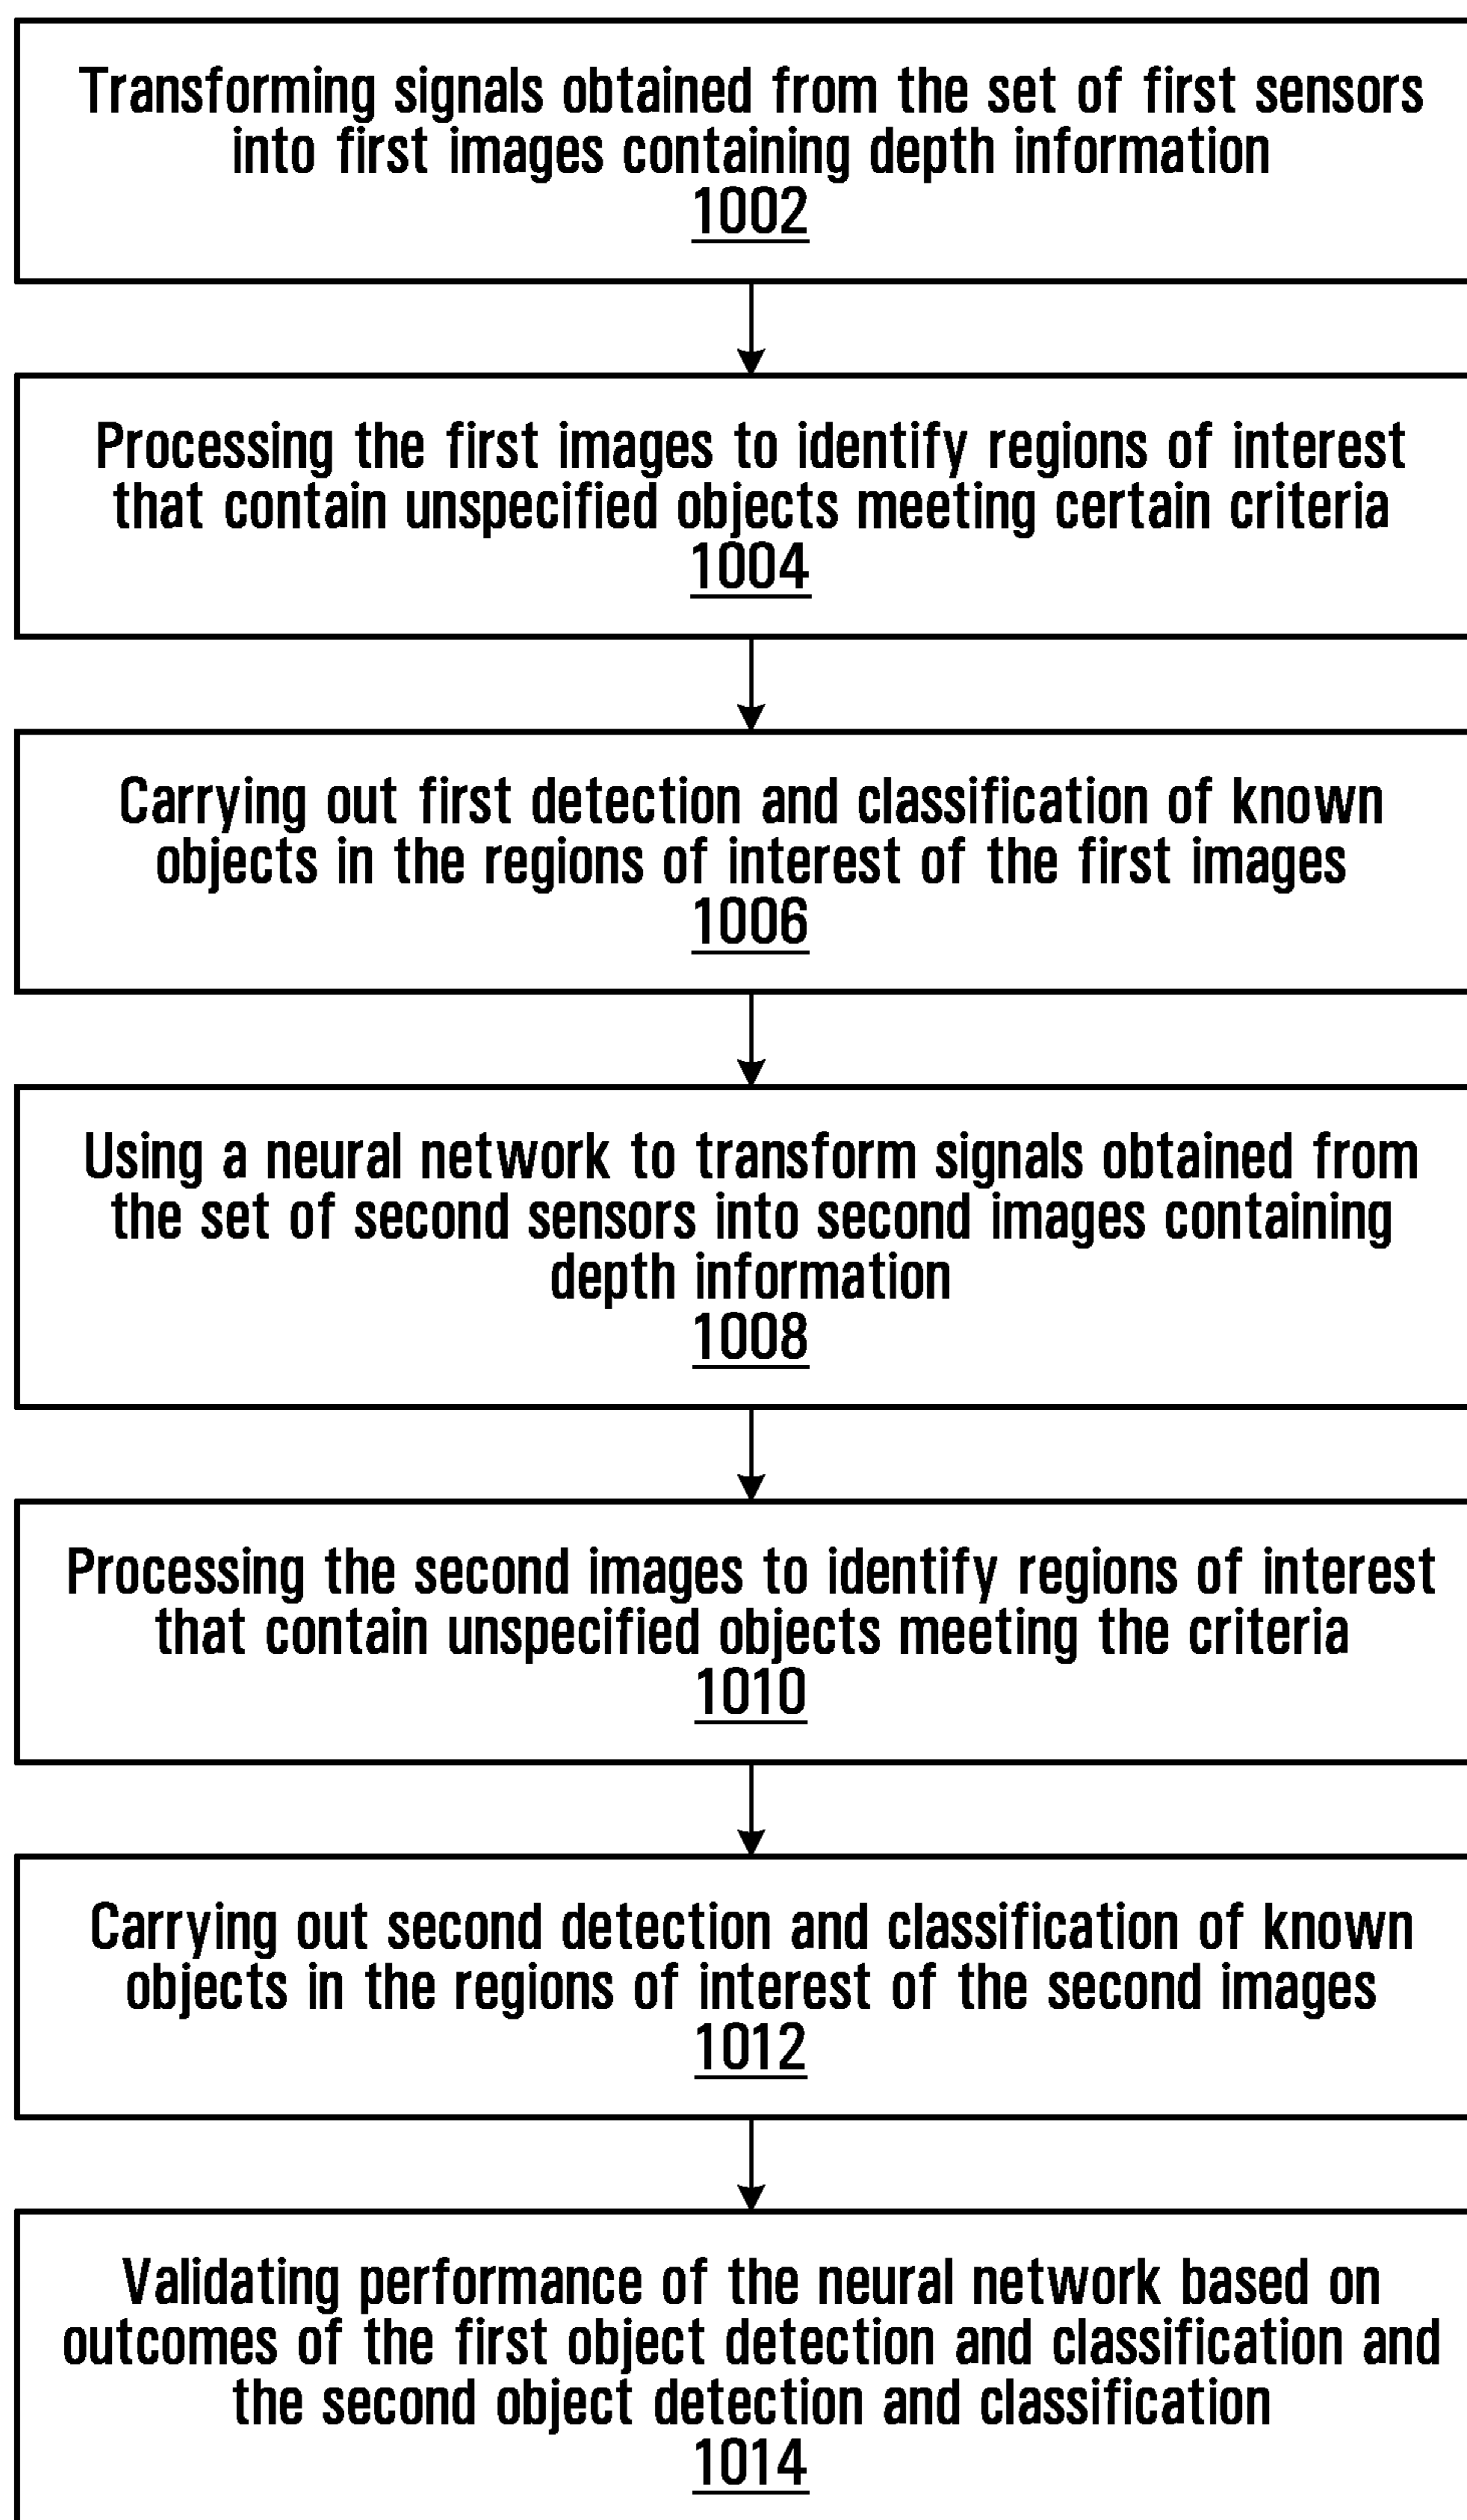 Transforming signals obtained from the set of first sensors
into first images containing depth information
1002
Processing the first images to identify regions of interest
that contain unspecified objects meeting certain criteria
1004
Carrying out first detection and classification of known
objects in the regions of interest of the first images
1006
Using a neural network to transform signals obtained from
the set of second sensors into second images containing
depth information
1008
Processing the second images to identify regions of interest
that contain unspecified objects meeting the criteria
1010
Carrying out second detection and classification of known
objects in the regions of interest of the second images
1012
Validating performance of the neural network based on
outcomes of the first object detection and classification and
the second object detection and classification
1014